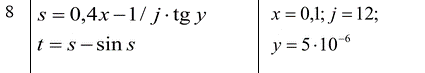 8 s = 0,4x – 1/ j · tg y x = 0,1; j = 12;
t = s – sin s y = 5·10⁻⁶